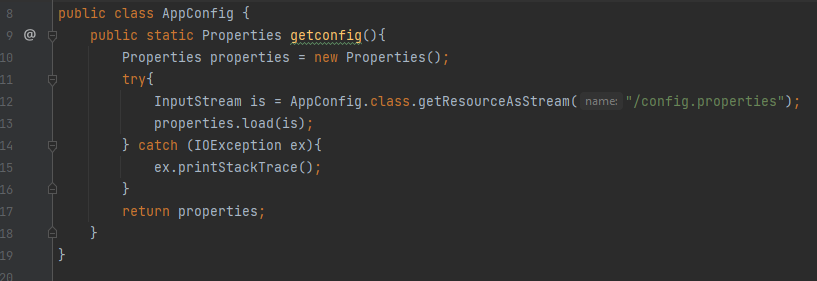 8 public class AppConfig {
9 @ public static Properties getconfig(){
10 Properties properties = new Properties();
11 try{
12 InputStream is = AppConfig.class.getResourceAsStream( name: "/config.properties");
13 properties.load(is);
14 } catch (IOException ex){
15 ex.printStackTrace();
16 }
17 return properties;
18 }
19 }
20